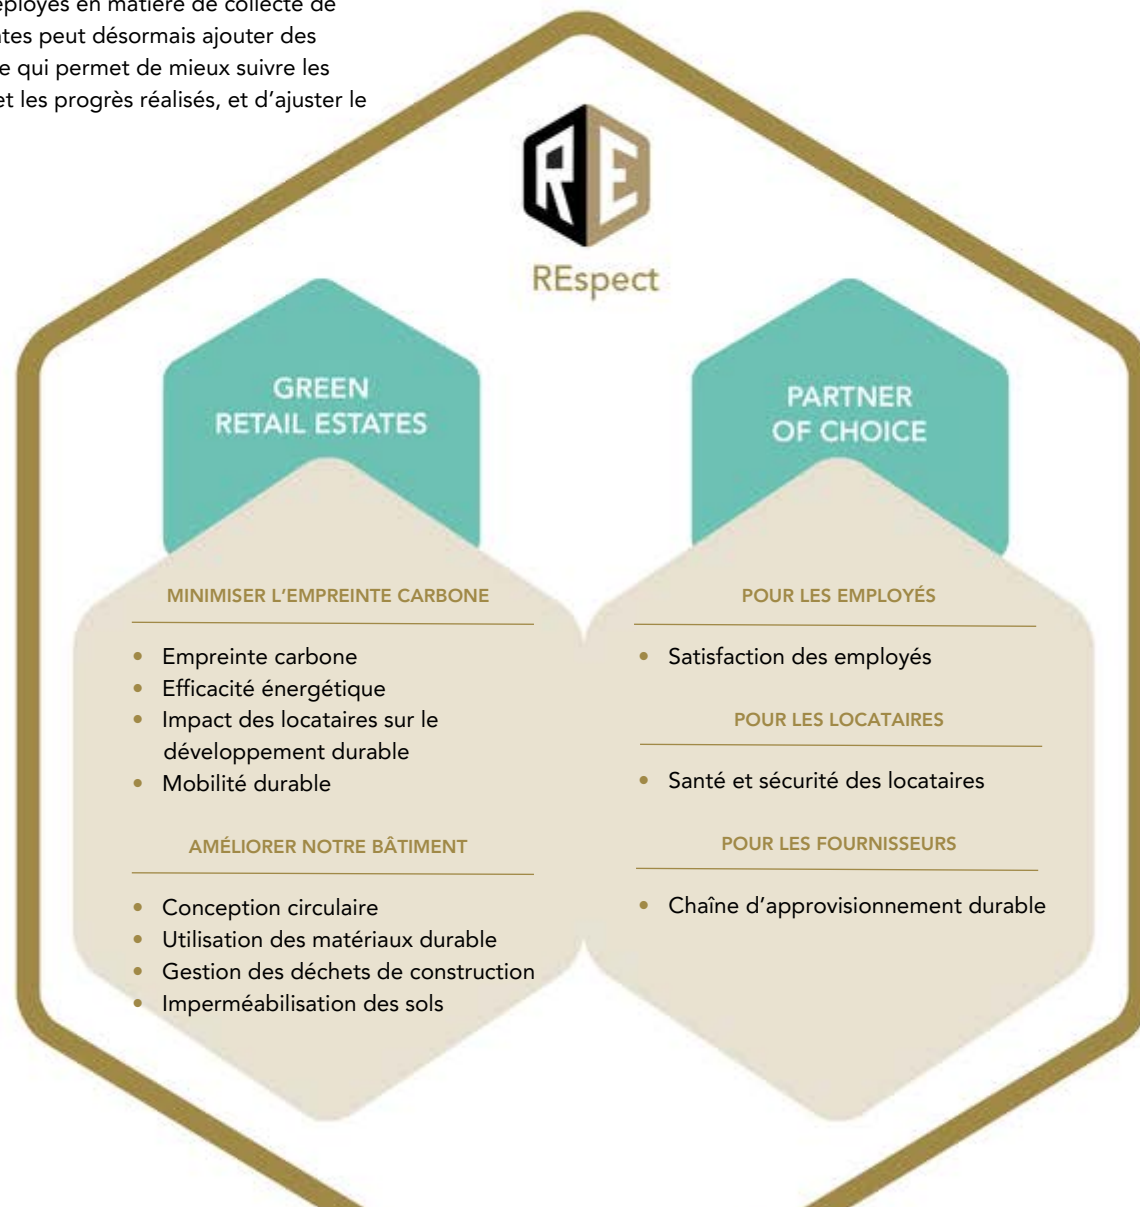 éployés en matière de collecte de
tes peut désormais ajouter des
e qui permet de mieux suivre les
et les progrès réalisés, et d'ajuster le
RE
REspect
GREEN
RETAIL ESTATES
MINIMISER L'EMPREINTE CARBONE
• Empreinte carbone
• Efficacité énergétique
• Impact des locataires sur le
développement durable
• Mobilité durable
AMÉLIORER NOTRE BÂTIMENT
• Conception circulaire
• Utilisation des matériaux durable
• Gestion des déchets de construction
• Imperméabilisation des sols
PARTNER
OF CHOICE
POUR LES EMPLOYÉS
• Satisfaction des employés
POUR LES LOCATAIRES
• Santé et sécurité des locataires
POUR LES FOURNISSEURS
• Chaîne d'approvisionnement durable